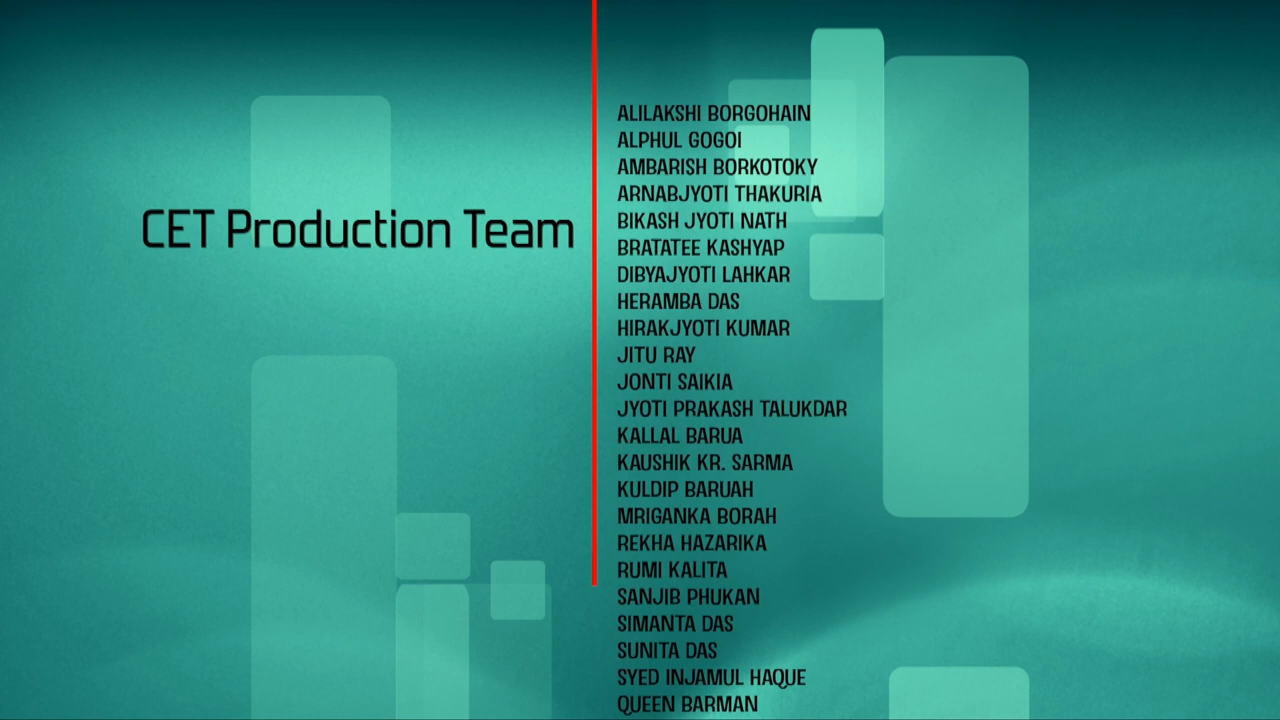 CET Production Team
ALILAKSHI BORGOHAIN
ALPHUL GOGOI
AMBARISH BORKOTOKY
ARNABJYOTI THAKURIA
BIKASH JYOTI NATH
BRATATEE KASHYAP
DIBYAJYOTI LAHKAR
HERAMBA DAS
HIRAKJYOTI KUMAR
JITU RAY
JONTI SAIKIA
JYOTI PRAKASH TALUKDAR
KALLAL BARUA
KAUSHIK KR. SARMA
KULDIP BARUAH
MRIGANKA BORAH
REKHA HAZARIKA
RUMI KALITA
SANJIB PHUKAN
SIMANTA DAS
SUNITA DAS
SYED INJAMUL HAQUE
QUEEN BARMAN